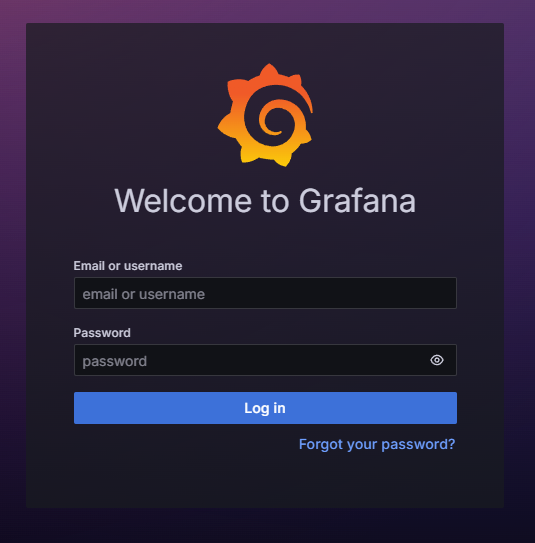 Welcome to Grafana
Email or username
email or username
Password
password
Log in
Forgot your password?